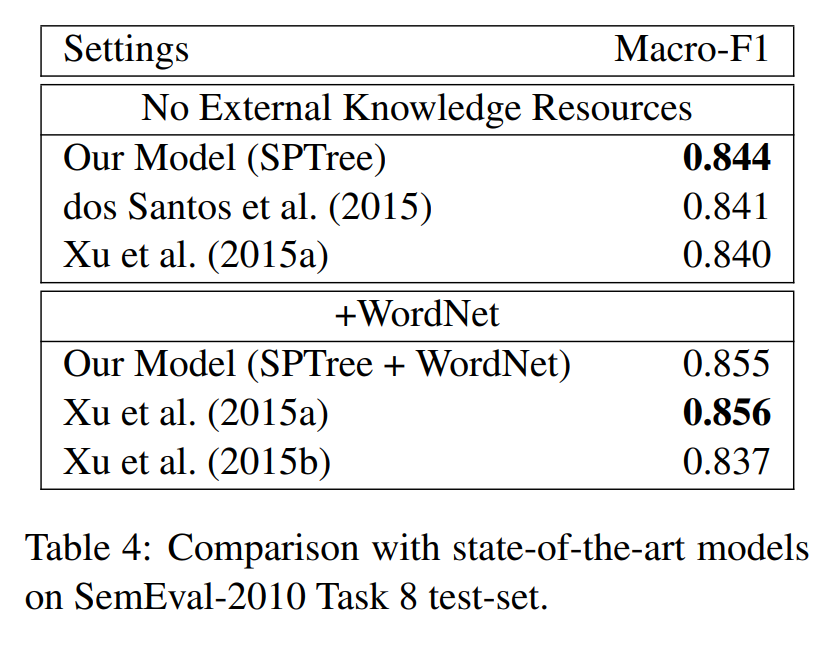 Settings Macro-F1
No External Knowledge Resources
Our Model (SPTree) 0.844
dos Santos et al. (2015) 0.841
Xu et al. (2015a) 0.840
+WordNet
Our Model (SPTree + WordNet) 0.855
Xu et al. (2015a) 0.856
Xu et al. (2015b) 0.837
Table 4: Comparison with state-of-the-art models
on SemEval-2010 Task 8 test-set.